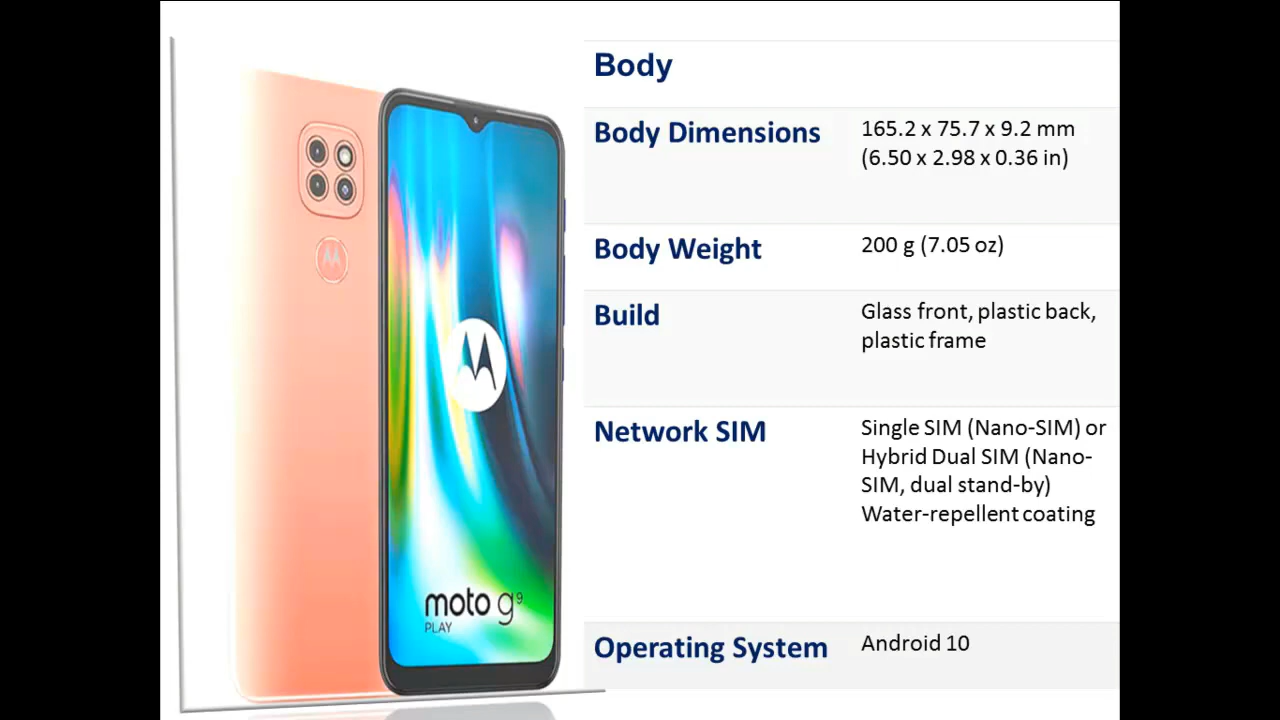 Body
Body Dimensions
165.2 x 75.7 x 9.2 mm
(6.50 x 2.98 x 0.36 in)
Body Weight
200 g (7.05 oz)
Build
Glass front, plastic back,
plastic frame
Network SIM
Single SIM (Nano-SIM) or
Hybrid Dual SIM (Nano-
SIM, dual stand-by)
Water-repellent coating
Operating System
Android 10
moto g9
PLAY